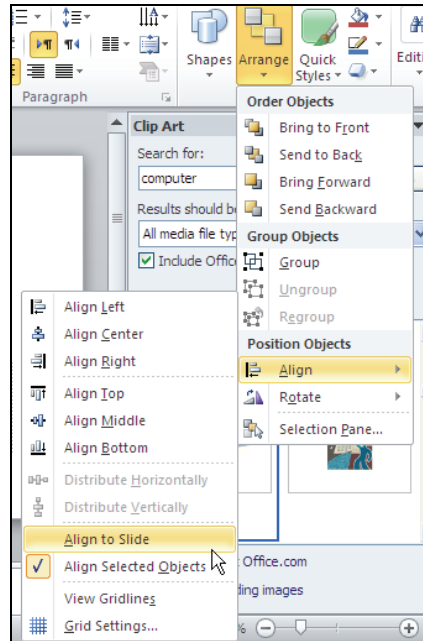 Shapes Arrange Quick Styles
Paragraph
Order Objects
Bring to Front
Send to Back
Bring Forward
Send Backward
Group Objects
Group
Ungroup
Regroup
Position Objects
Align
Rotate
Selection Pane...
Clip Art
Search for:
computer
Results should be
All media file typ
Include Office
Align Left
Align Center
Align Right
Align Top
Align Middle
Align Bottom
Distribute Horizontally
Distribute Vertically
Align to Slide
Align Selected Objects
View Gridlines
Grid Settings...
Office.com
ding images
%